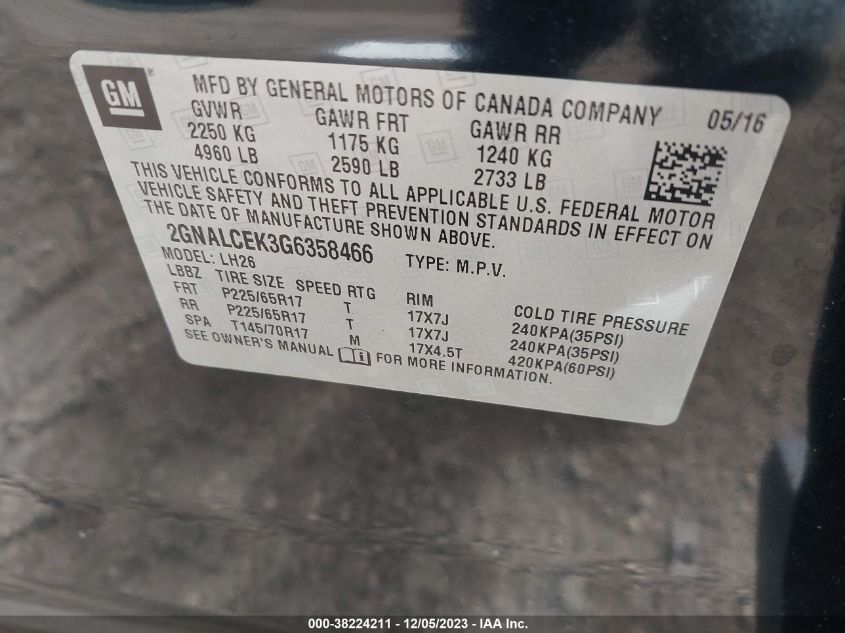 GM ® MFD BY GENERAL MOTORS OF CANADA COMPANY 05/16
GVWR GAWR FRT GAWR RR
2250 KG 1175 KG 1240 KG
4960 LB 2590 LB 2733 LB
THIS VEHICLE CONFORMS TO ALL APPLICABLE U.S. FEDERAL MOTOR
VEHICLE SAFETY AND THEFT PREVENTION STANDARDS IN EFFECT ON
THE DATE OF MANUFACTURE SHOWN ABOVE.
2GNALCEK3G6358466 TYPE: M.P.V.
MODEL: LH26
LBBZ TIRE SIZE SPEED RTG RIM COLD TIRE PRESSURE
FRT P225/65R17 T 17X7J 240KPA(35PSI)
RR P225/65R17 T 17X7J 240KPA(35PSI)
SPA T145/70R17 M 17X4.5T 420KPA(60PSI)
SEE OWNER'S MANUAL FOR MORE INFORMATION.
000-38224211 - 12/05/2023 - IAA Inc.